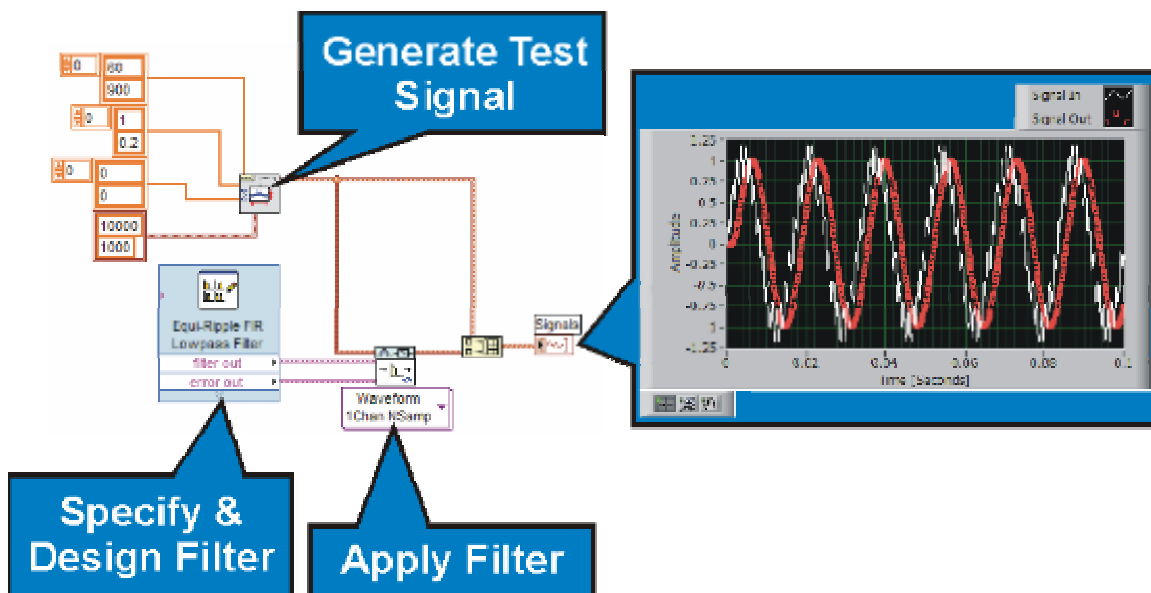 Generate Test
Signal
0
60
900
0
1
0.2
0
0
0
10000
1000
Equi-Ripple FIR
Lowpass Filter
filter out
error out
Waveform
1Chan NSamp
Signals
Specify &
Design Filter
Apply Filter
Signal In
Signal Out
Amplitude
1.25
1
0.75
0.5
0.25
0
-0.25
-0.5
-0.75
-1
-1.25
0
0.02
0.04
0.06
0.08
0.1
Time [Seconds]